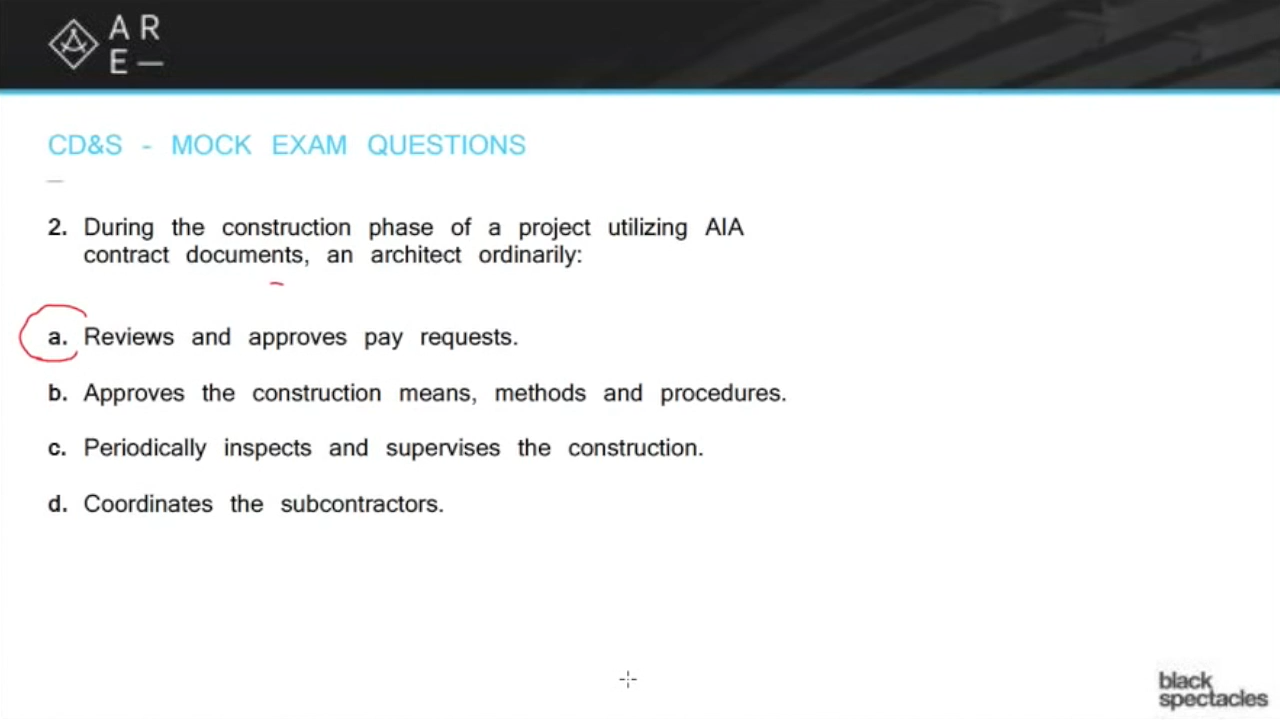 A R
E —
CD&S - MOCK EXAM QUESTIONS
2. During the construction phase of a project utilizing AIA
contract documents, an architect ordinarily:
a. Reviews and approves pay requests.
b. Approves the construction means, methods and procedures.
c. Periodically inspects and supervises the construction.
d. Coordinates the subcontractors.
black
spectacles